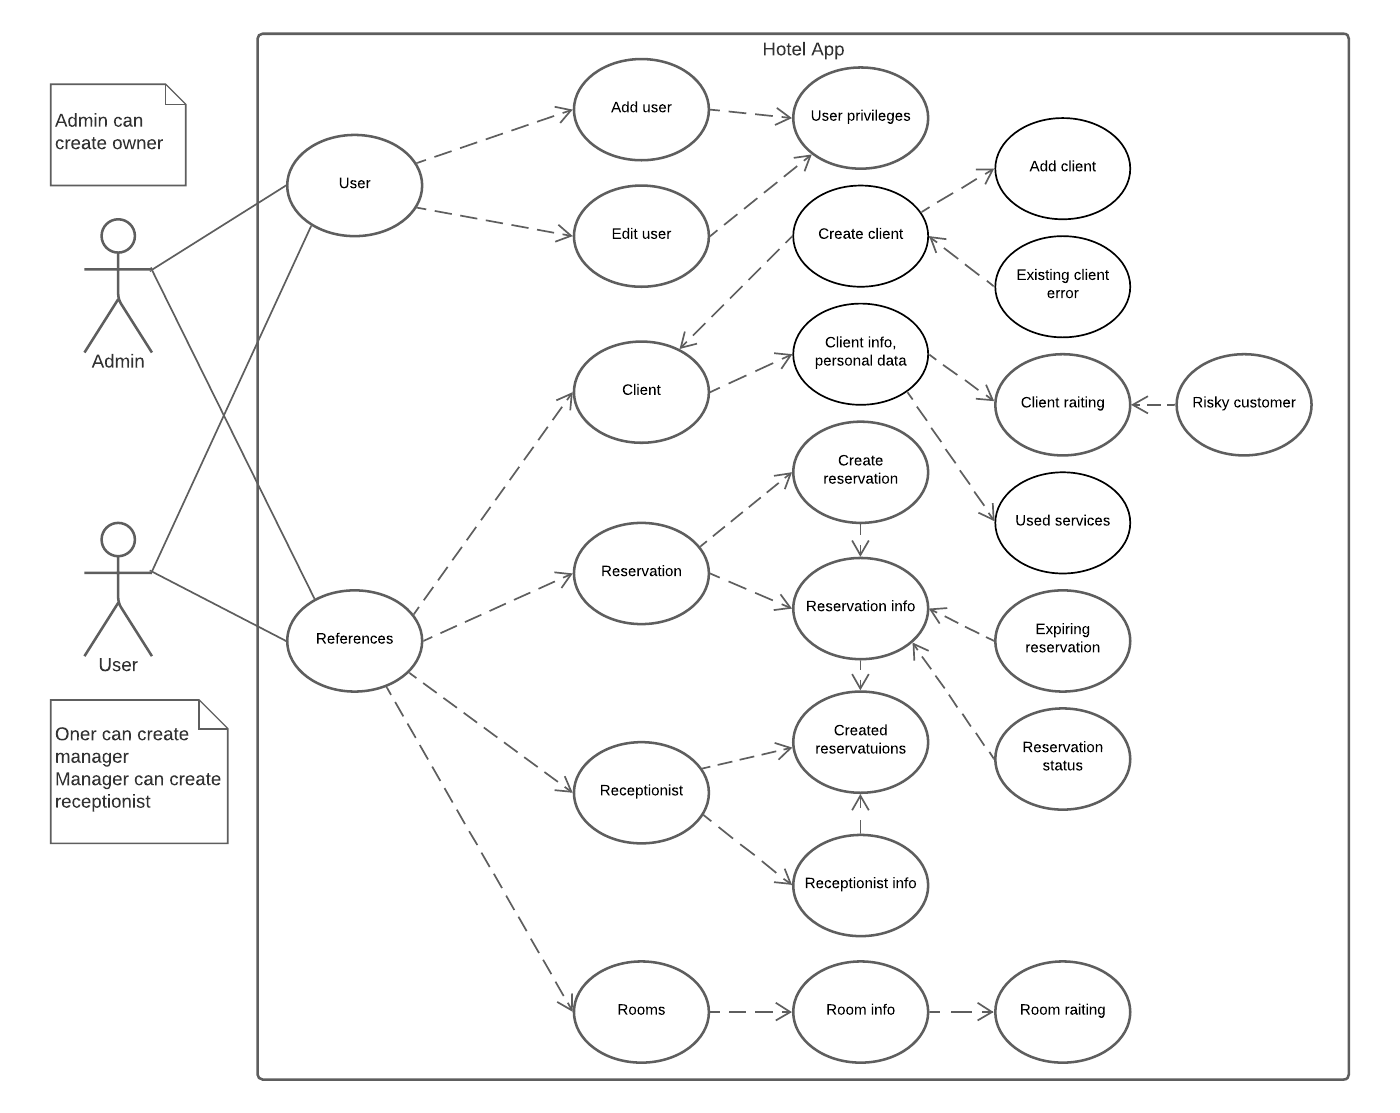 Hotel App
Admin can
create owner
Admin
User
Oner can create
manager
Manager can create
receptionist
User
References
Add user
Edit user
Client
Reservation
Receptionist
Rooms
User privileges
Create client
Client info,
personal data
Create
reservation
Reservation info
Created
reservatuions
Receptionist info
Room info
Add client
Existing client
error
Client raiting
Used services
Expiring
reservation
Reservation
status
Room raiting
Risky customer